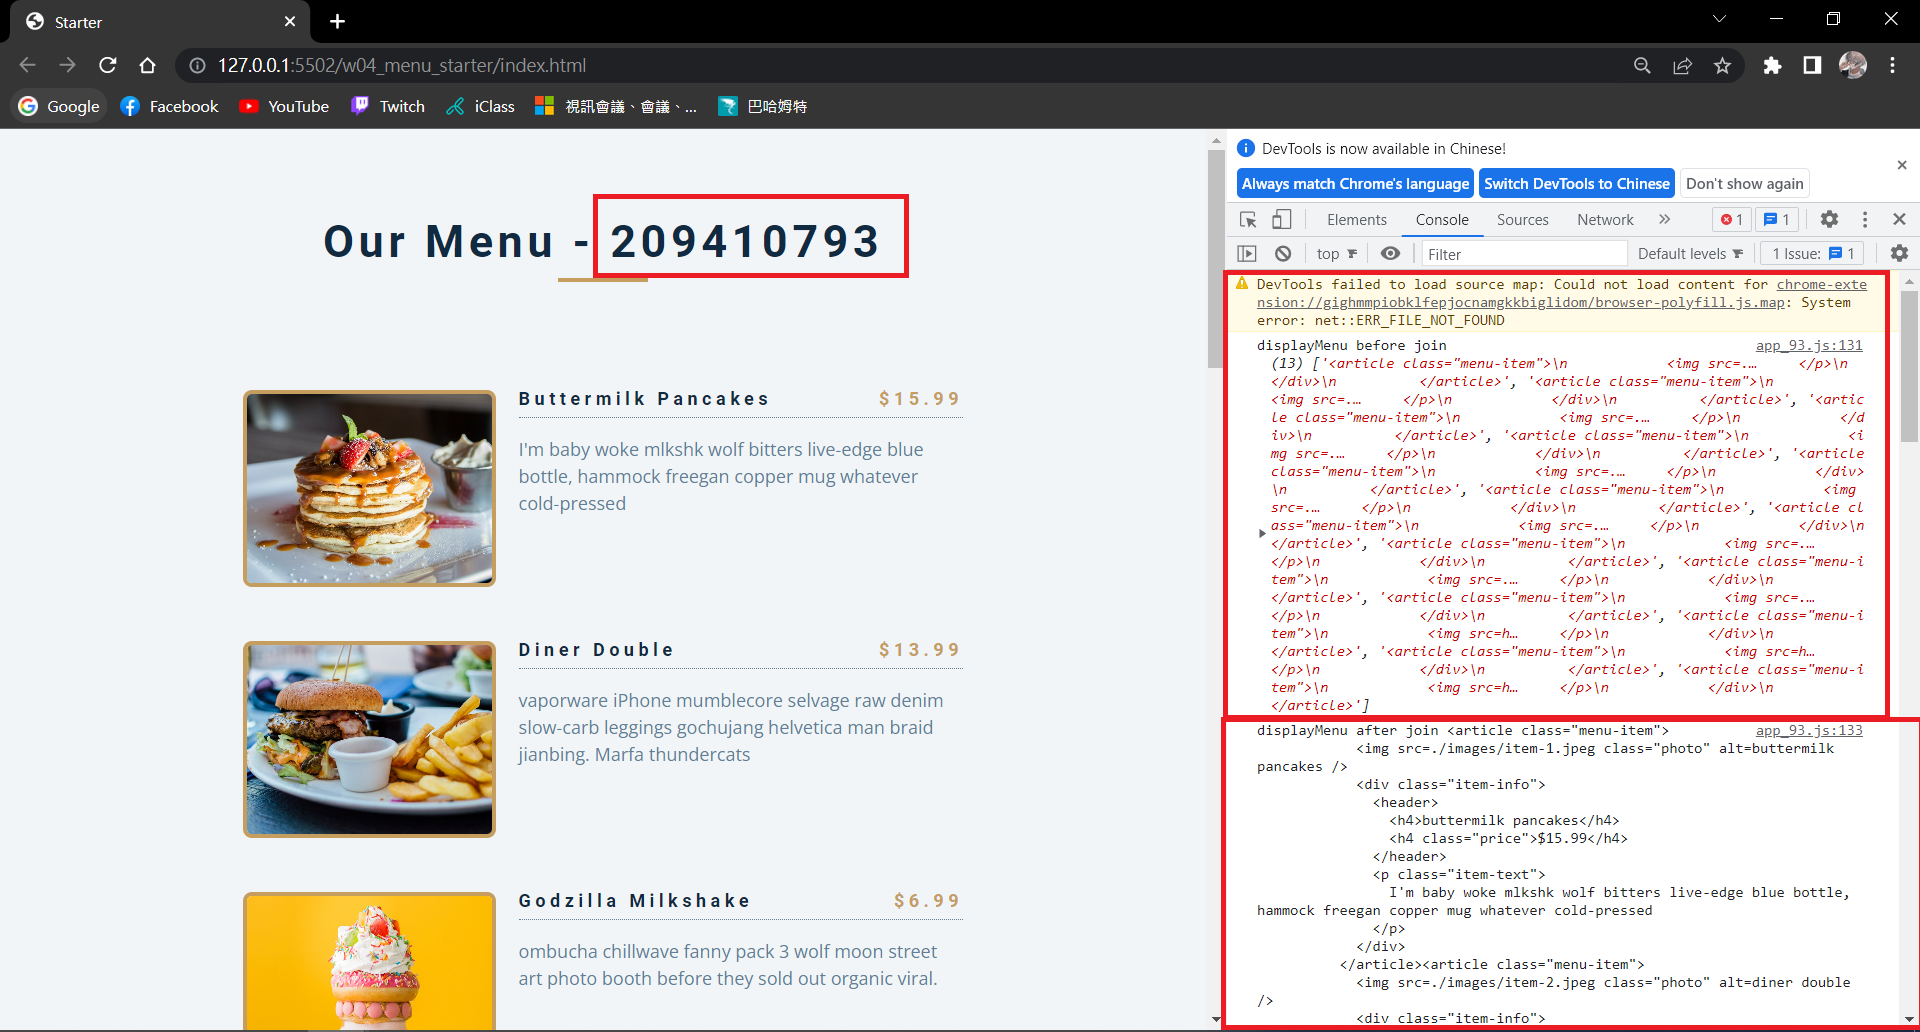 Starter
127.0.0.1:5502/w04_menu_starter/index.html
Google Facebook YouTube Twitch iClass 視訊會議、會議、... 巴哈姆特
Our Menu - 209410793
Buttermilk Pancakes $15.99
I'm baby woke mlkshk wolf bitters live-edge blue
bottle, hammock freegan copper mug whatever
cold-pressed
Diner Double $13.99
vaporware iPhone mumblecore selvage raw denim
slow-carb leggings gochujang helvetica man braid
jianbing. Marfa thundercats
Godzilla Milkshake $6.99
ombucha chillwave fanny pack 3 wolf moon street
art photo booth before they sold out organic viral.
DevTools is now available in Chinese!
Always match Chrome's language Switch DevTools to Chinese Don't show again
Elements Console Sources Network 1 1
top Filter Default levels 1 Issue: 1
DevTools failed to load source map: Could not load content for chrome-exte
nsion://gighmmpiobklfepjocnamgkkbiglidom/browser-polyfill.js.map: System
error: net::ERR_FILE_NOT_FOUND
displayMenu before join app_93.js:131
(13) ['<article class="menu-item">\n <img src=.… </p>\n
</div>\n </article>', '<article class="menu-item">\n
<img src=.… </p>\n </div>\n </article>', '<artic
le class="menu-item">\n <img src=.… </p>\n </d
iv>\n </article>', '<article class="menu-item">\n <i
mg src=.… </p>\n </div>\n </article>', '<article
class="menu-item">\n <img src=.… </p>\n </div>
\n </article>', '<article class="menu-item">\n <img
src=.… </p>\n </div>\n </article>', '<article cl
ass="menu-item">\n <img src=.… </p>\n </div>\n
</article>', '<article class="menu-item">\n <img src=.…
</p>\n </div>\n </article>', '<article class="menu-i
tem">\n <img src=.… </p>\n </div>\n
</article>', '<article class="menu-item">\n <img src=.…
</p>\n </div>\n </article>', '<article class="menu-i
tem">\n <img src=h… </p>\n </div>\n
</article>', '<article class="menu-item">\n <img src=h…
</p>\n </div>\n </article>', '<article class="menu-i
tem">\n <img src=h… </p>\n </div>\n
</article>']
displayMenu after join <article class="menu-item"> app_93.js:133
<img src=./images/item-1.jpeg class="photo" alt=buttermilk
pancakes />
<div class="item-info">
<header>
<h4>buttermilk pancakes</h4>
<h4 class="price">$15.99</h4>
</header>
<p class="item-text">
I'm baby woke mlkshk wolf bitters live-edge blue bottle,
hammock freegan copper mug whatever cold-pressed
</p>
</div>
</article><article class="menu-item">
<img src=./images/item-2.jpeg class="photo" alt=diner double
/>
<div class="item-info">